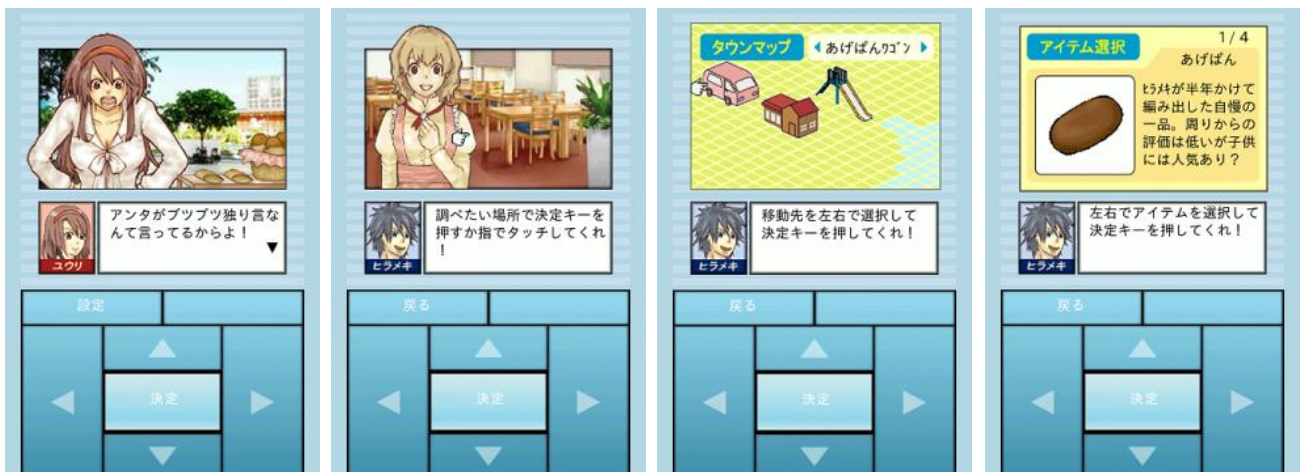 アンタがブツブツ独り言な
んて言ってるからよ！
ユウリ
設定
決定
調べたい場所で決定キーを
押すか指でタッチしてくれ
！
ヒラメキ
戻る
決定
タウンマップ
あげぱんﾜｺﾞﾝ
移動先を左右で選択して
決定キーを押してくれ！
ヒラメキ
戻る
決定
アイテム選択
1/4
あげぱん
ﾋﾗﾒｷが半年かけて
編み出した自慢の
一品。周りからの
評価は低いが子供
には人気あり？
左右でアイテムを選択して
決定キーを押してくれ！
ヒラメキ
戻る
決定